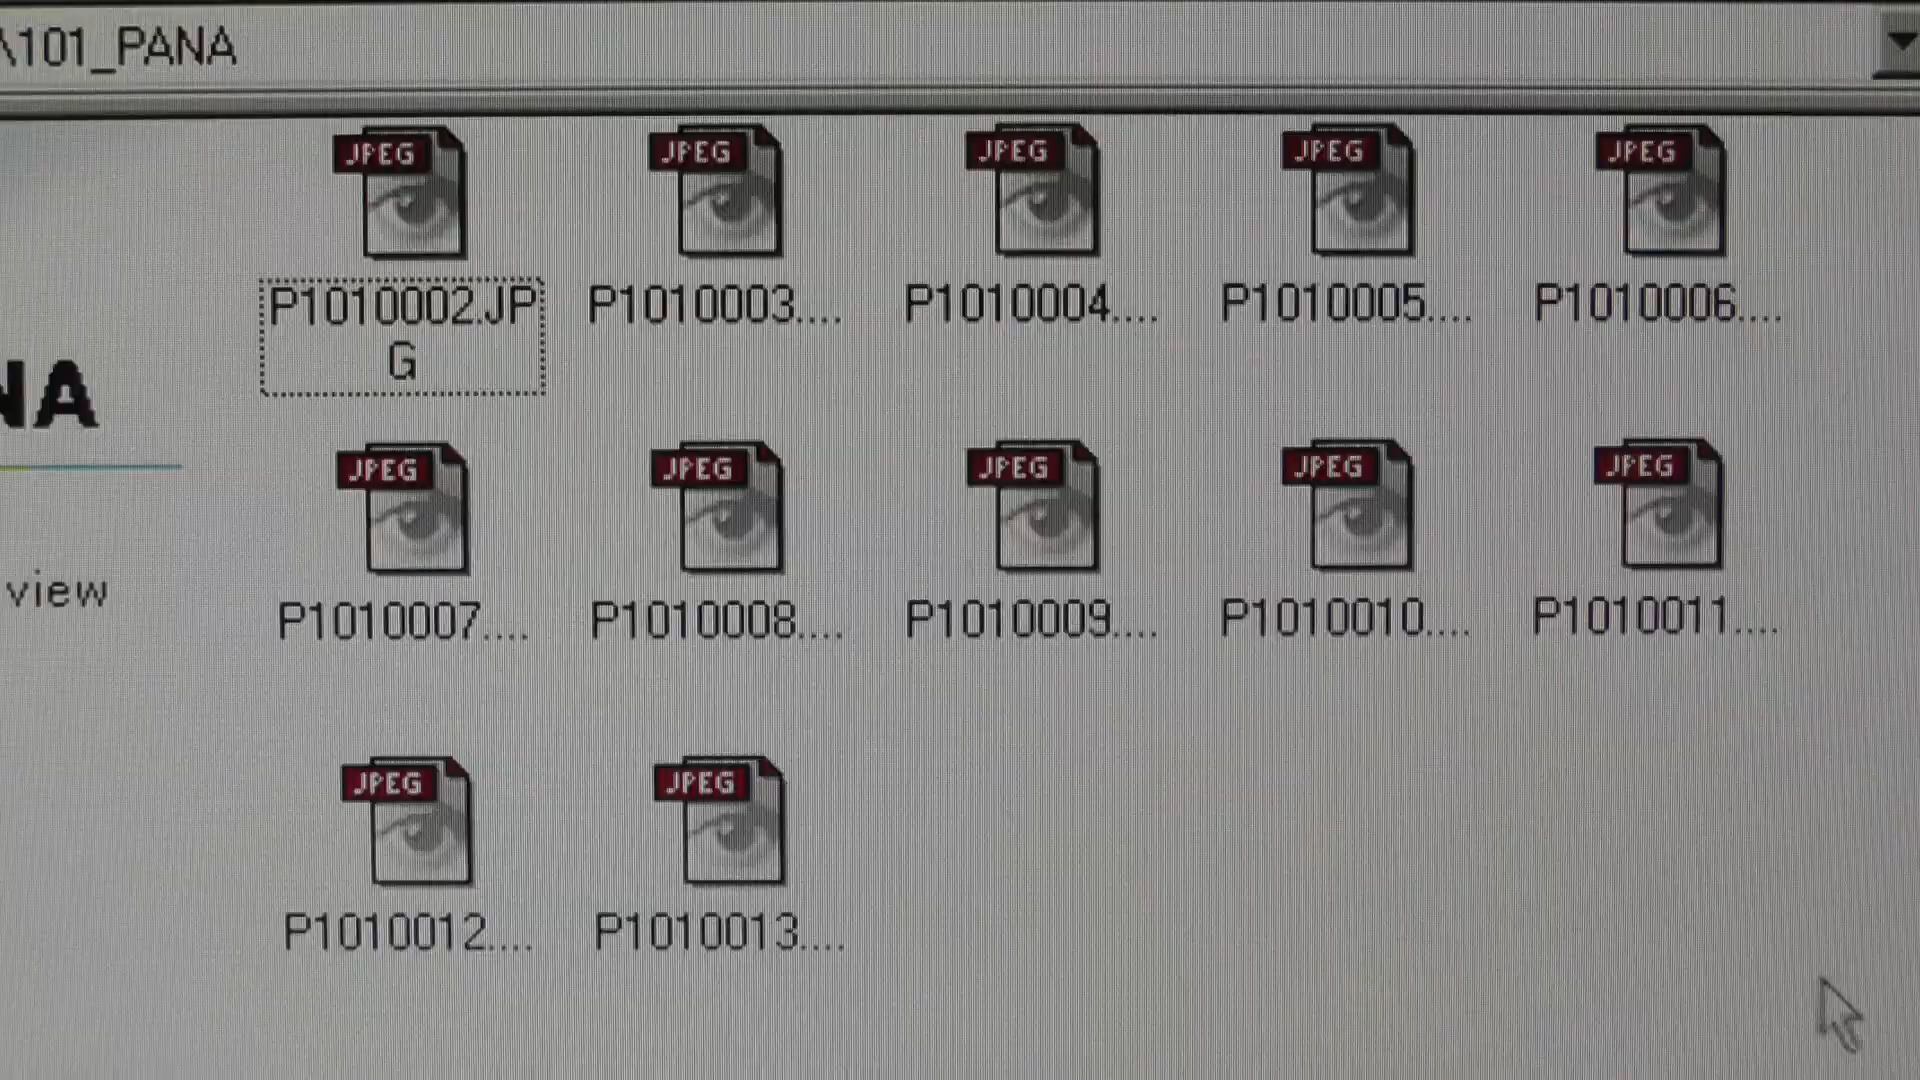 \101_PANA
JPEG JPEG JPEG JPEG JPEG
P1010002.JP
G
P1010003.... P1010004.... P1010005.... P1010006....
NA
JPEG JPEG JPEG JPEG JPEG
view
P1010007.... P1010008.... P1010009.... P1010010.... P1010011....
JPEG JPEG
P1010012.... P1010013....